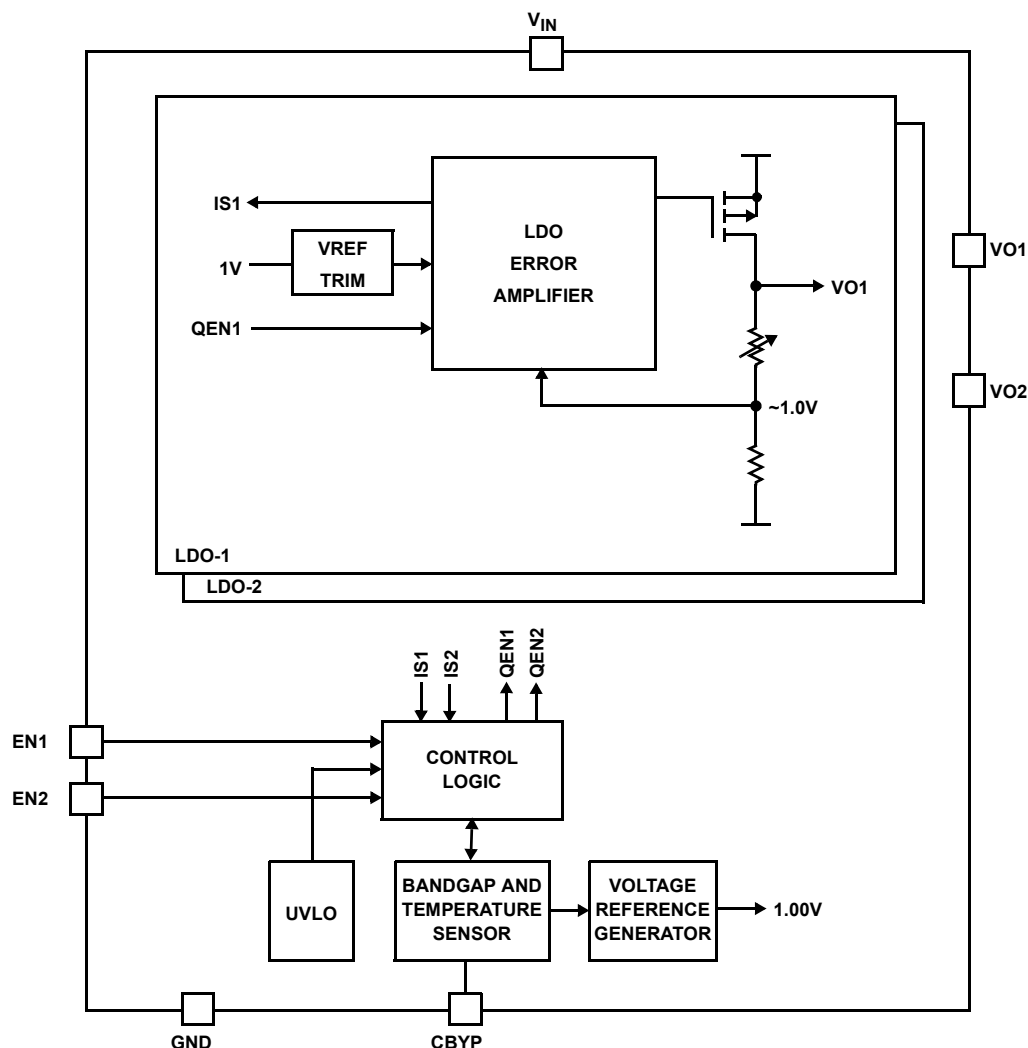 VIN
IS1
1V
VREF
TRIM
QEN1
LDO
ERROR
AMPLIFIER
VO1
~1.0V
LDO-1
LDO-2
VO1
VO2
IS1
IS2
QEN1
QEN2
EN1
EN2
CONTROL
LOGIC
UVLO
BANDGAP AND
TEMPERATURE
SENSOR
VOLTAGE
REFERENCE
GENERATOR
1.00V
GND
CBYP